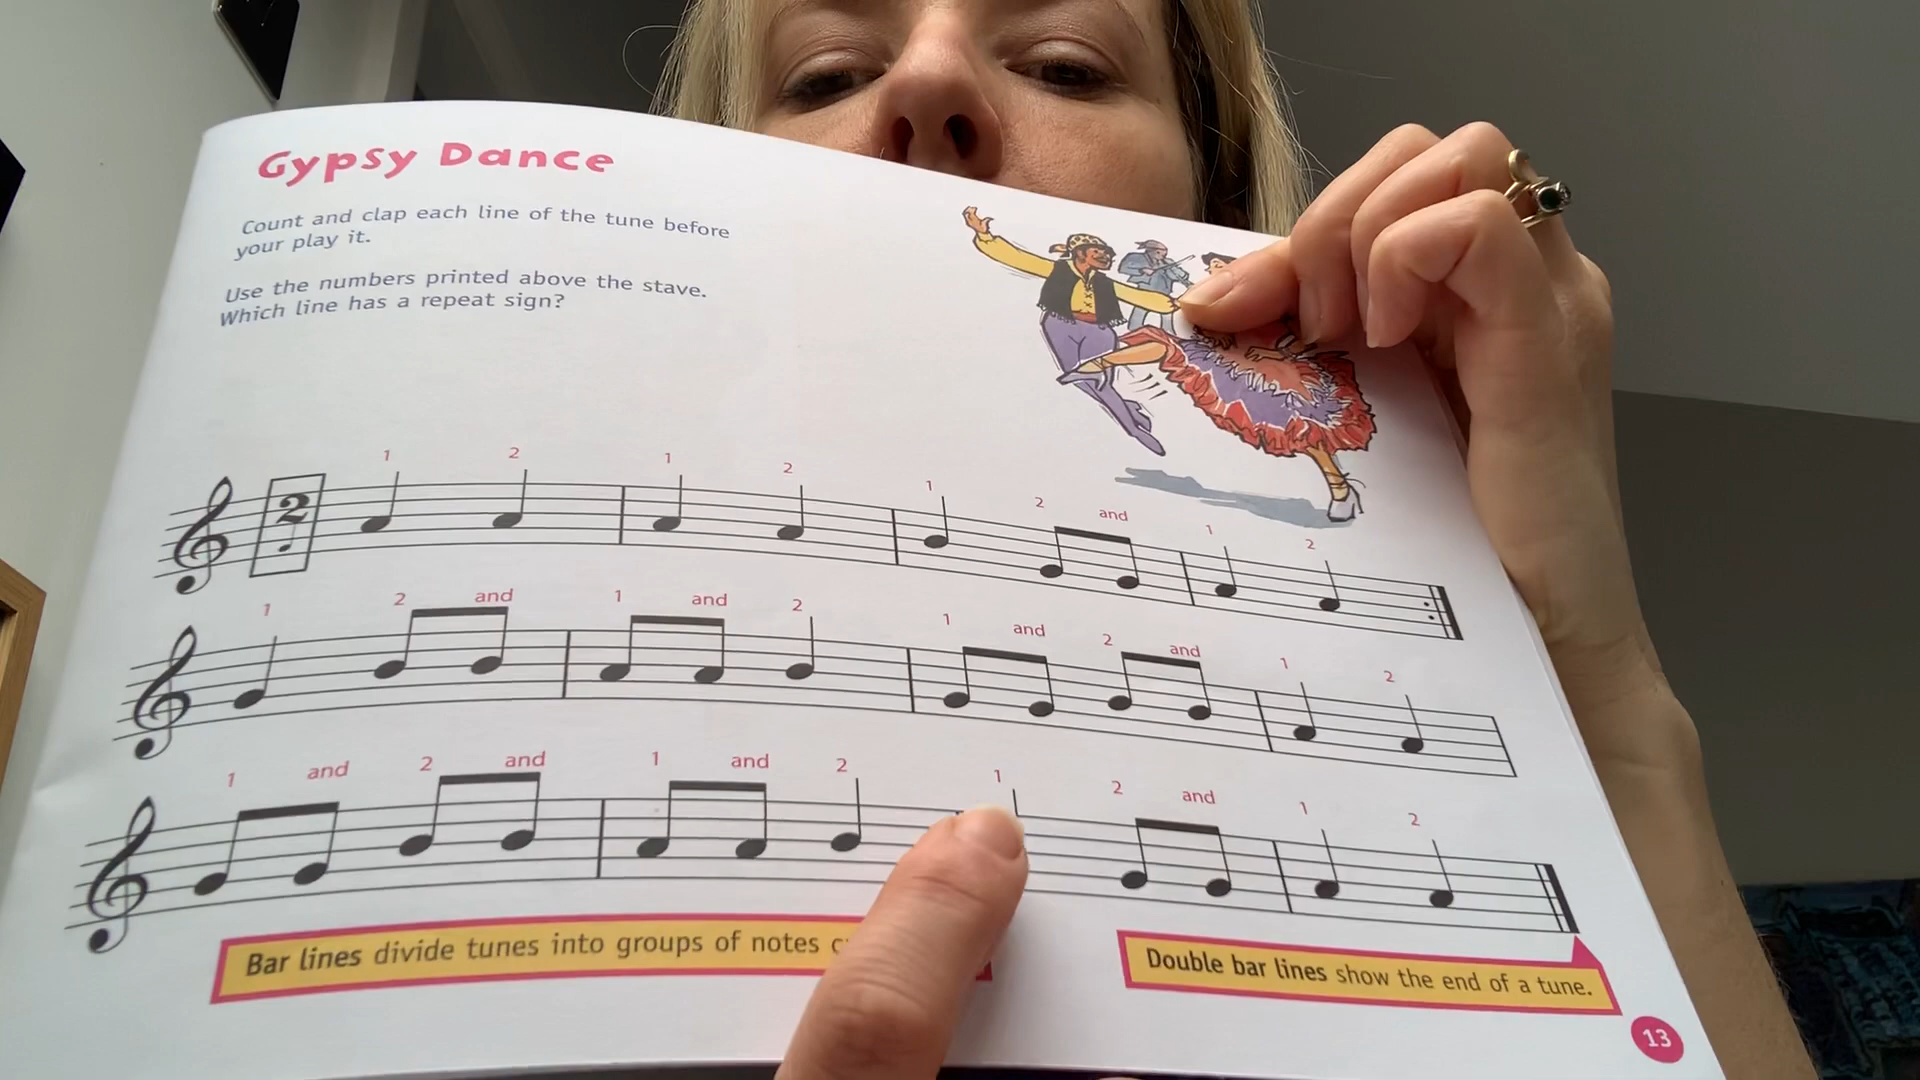 Gypsy Dance
Count and clap each line of the tune before
your play it.
Use the numbers printed above the stave.
Which line has a repeat sign?
1 2 1 2 1 2 and 1 2
2
1 2 and 1 and 2 1 and 2 and 1 2
1 and 2 and 1 and 2 1 2 and 1 2
Bar lines divide tunes into groups of notes
Double bar lines show the end of a tune.
13